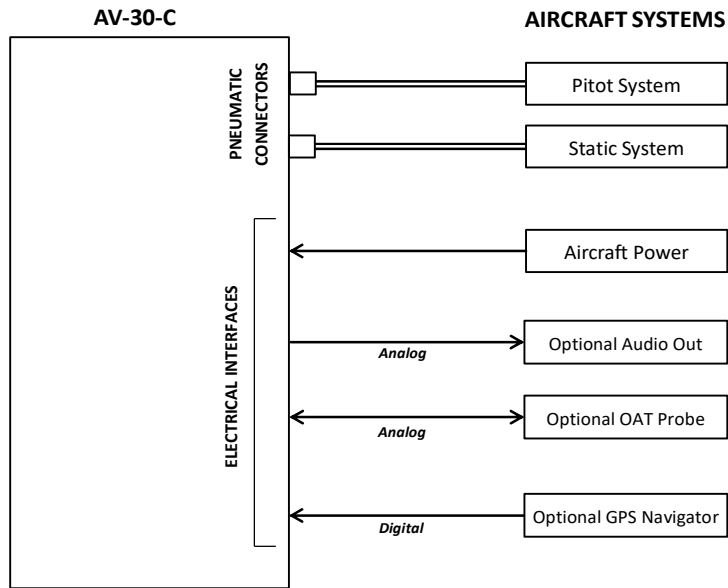 AV-30-C
AIRCRAFT SYSTEMS
PNEUMATIC
CONNECTORS
Pitot System
Static System
ELECTRICAL INTERFACES
Aircraft Power
Analog
Optional Audio Out
Analog
Optional OAT Probe
Digital
Optional GPS Navigator